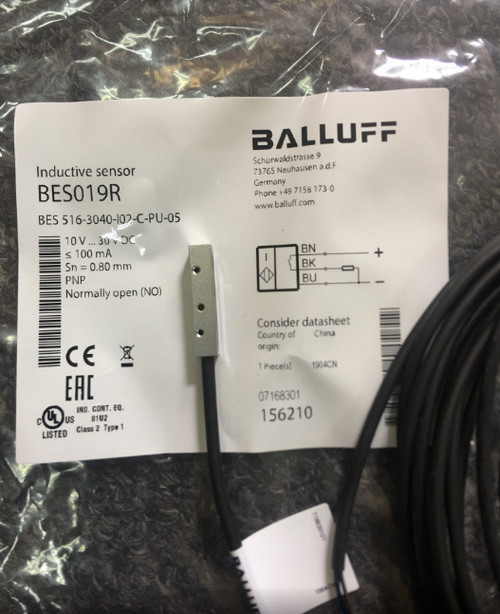 Inductive sensor
BES019R
BES 516-3040-I02-C-PU-05
10 V ... 30 V DC
≤ 100 mA
Sn = 0.80 mm
PNP
Normally open (NO)
CE
EAC
c UL US
LISTED
IND. CONT. EQ.
81U2
Class 2 Type 1
BALLUFF
Schurwaldstrasse 9
73765 Neuhausen a.d.F.
Germany
Phone +49 7158 173-0
www.balluff.com
BN
+
BK
BU
−
Consider datasheet
Country of origin:
China
1 Piece(s)
1904CN
07168301
156210